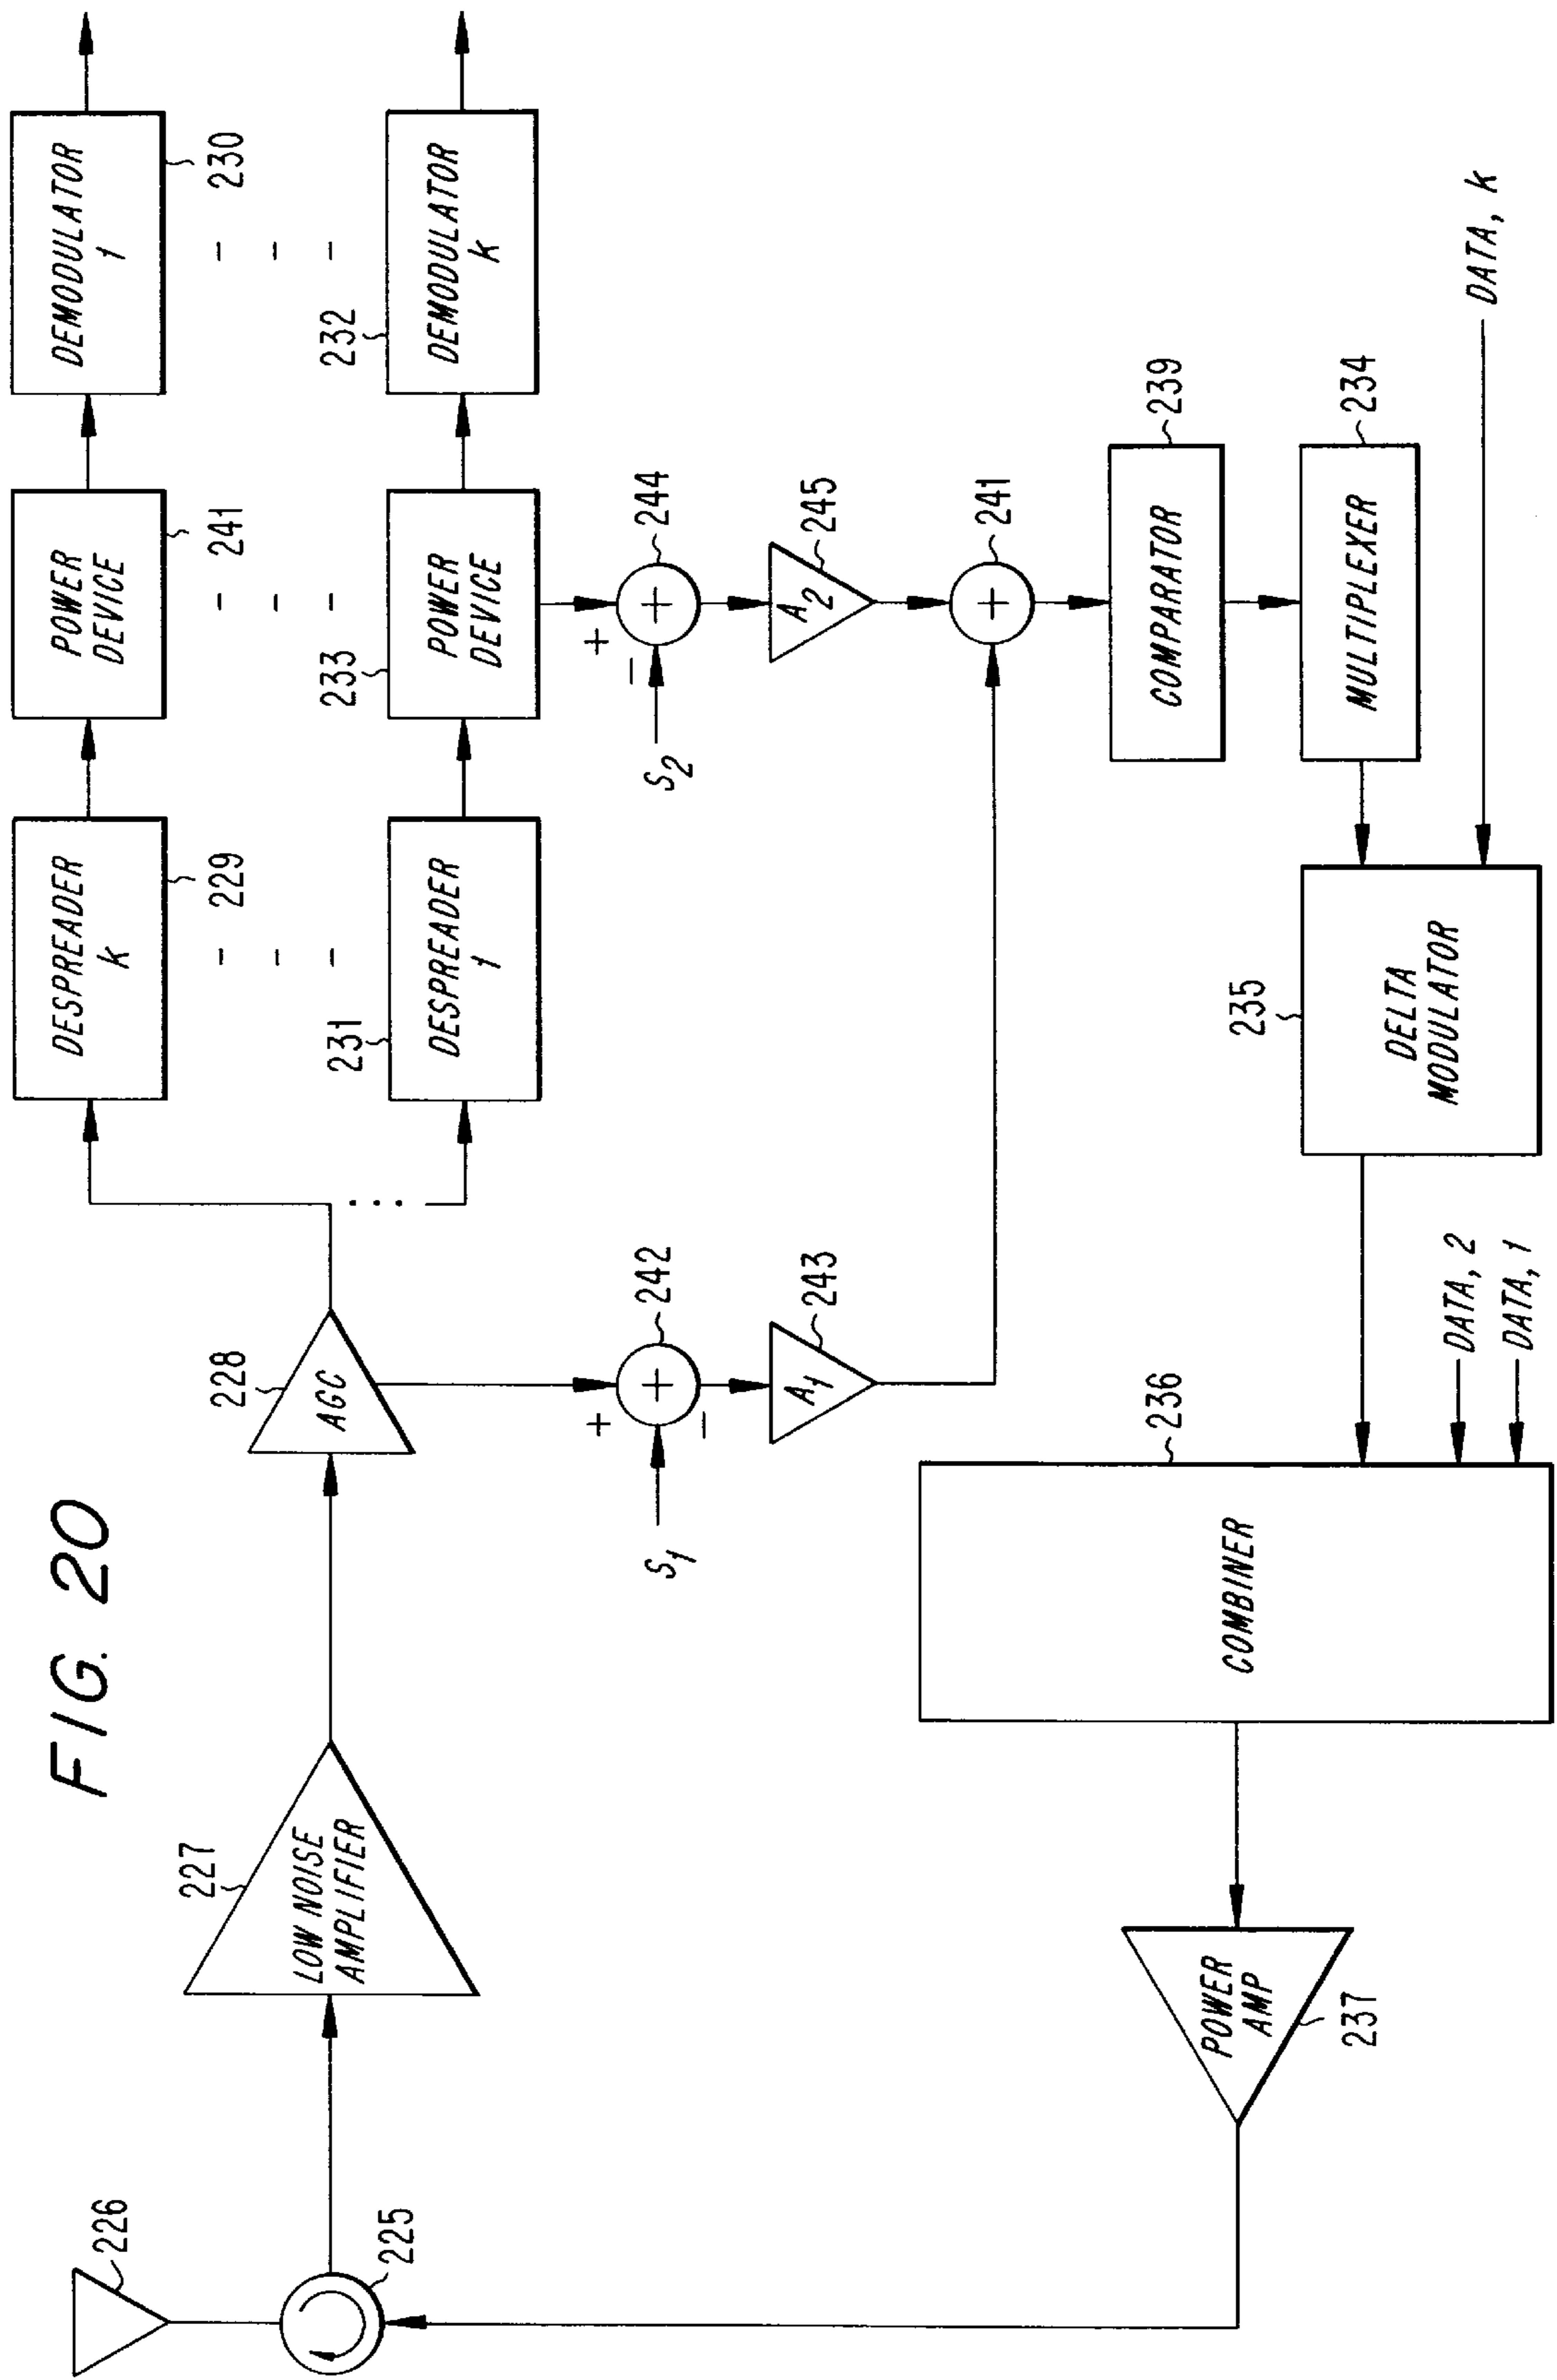 FIG. 20
226
225
227
LOW NOISE
AMPLIFIER
228
AGC
DESPREADER
k
229
POWER
DEVICE
241
DEMODULATOR
1
230
231
DESPREADER
1
233
POWER
DEVICE
232
DEMODULATOR
k
S1
+
+
-
242
A1
243
S2
+
-
+
244
A2
245
+
241
COMPARATOR
239
MULTIPLEXER
234
DATA, k
235
DELTA
MODULATOR
DATA, 2
DATA, 1
236
COMBINER
POWER
AMP
237